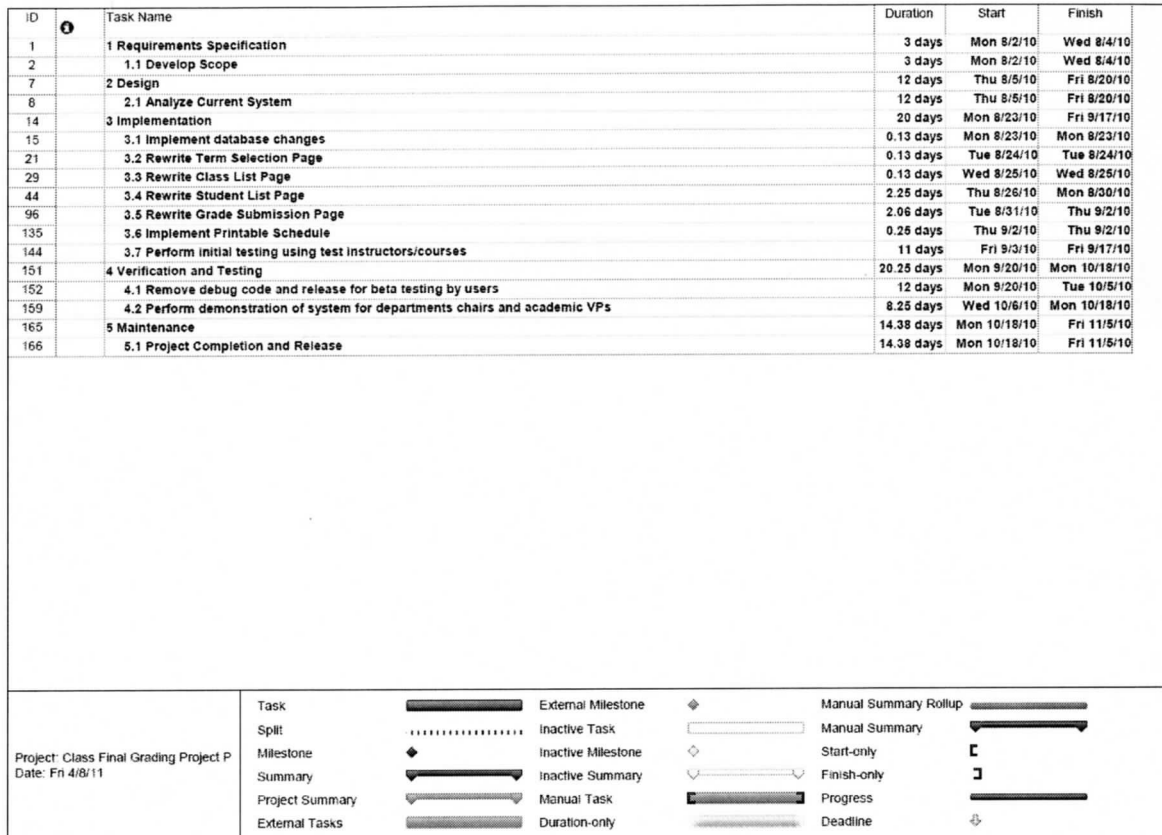 ID Task Name Duration Start Finish
1 1 Requirements Specification 3 days Mon 8/2/10 Wed 8/4/10
2 1.1 Develop Scope 3 days Mon 8/2/10 Wed 8/4/10
7 2 Design 12 days Thu 8/5/10 Fri 8/20/10
8 2.1 Analyze Current System 12 days Thu 8/5/10 Fri 8/20/10
14 3 Implementation 20 days Mon 8/23/10 Fri 9/17/10
15 3.1 Implement database changes 0.13 days Mon 8/23/10 Mon 8/23/10
21 3.2 Rewrite Term Selection Page 0.13 days Tue 8/24/10 Tue 8/24/10
29 3.3 Rewrite Class List Page 0.13 days Wed 8/25/10 Wed 8/25/10
44 3.4 Rewrite Student List Page 2.25 days Thu 8/26/10 Mon 8/30/10
96 3.5 Rewrite Grade Submission Page 2.06 days Tue 8/31/10 Thu 9/2/10
135 3.6 Implement Printable Schedule 0.25 days Thu 9/2/10 Thu 9/2/10
144 3.7 Perform initial testing using test instructors/courses 11 days Fri 9/3/10 Fri 9/17/10
151 4 Verification and Testing 20.25 days Mon 9/20/10 Mon 10/18/10
152 4.1 Remove debug code and release for beta testing by users 12 days Mon 9/20/10 Tue 10/5/10
159 4.2 Perform demonstration of system for departments chairs and academic VPs 8.25 days Wed 10/6/10 Mon 10/18/10
165 5 Maintenance 14.38 days Mon 10/18/10 Fri 11/5/10
166 5.1 Project Completion and Release 14.38 days Mon 10/18/10 Fri 11/5/10
Project: Class Final Grading Project P
Date: Fri 4/8/11
Task External Milestone Manual Summary Rollup
Split Inactive Task Manual Summary
Milestone Inactive Milestone Start-only
Summary Inactive Summary Finish-only
Project Summary Manual Task Progress
External Tasks Duration-only Deadline